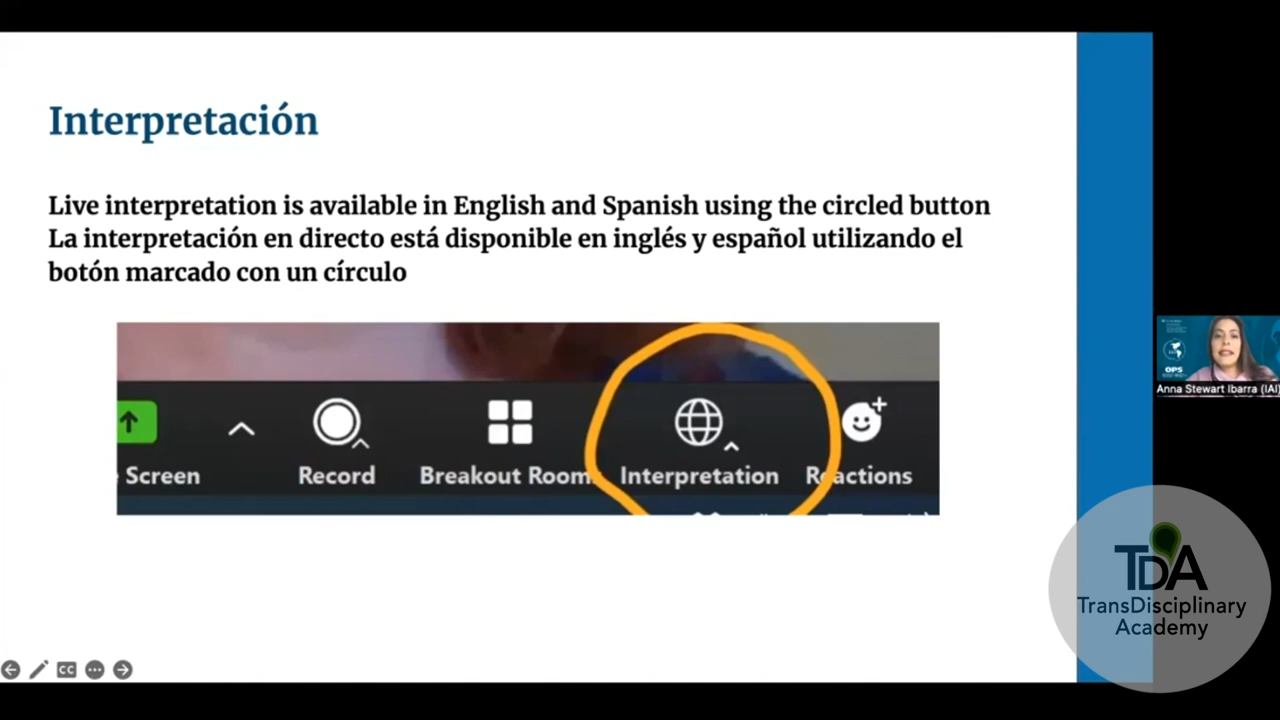 Interpretación
Live interpretation is available in English and Spanish using the circled button
La interpretación en directo está disponible en inglés y español utilizando el
botón marcado con un círculo
Screen
Record
Breakout Room
Interpretation
Reactions
OPS
Anna Stewart Ibarra (IAI)
CC
TDA
TransDisciplinary
Academy